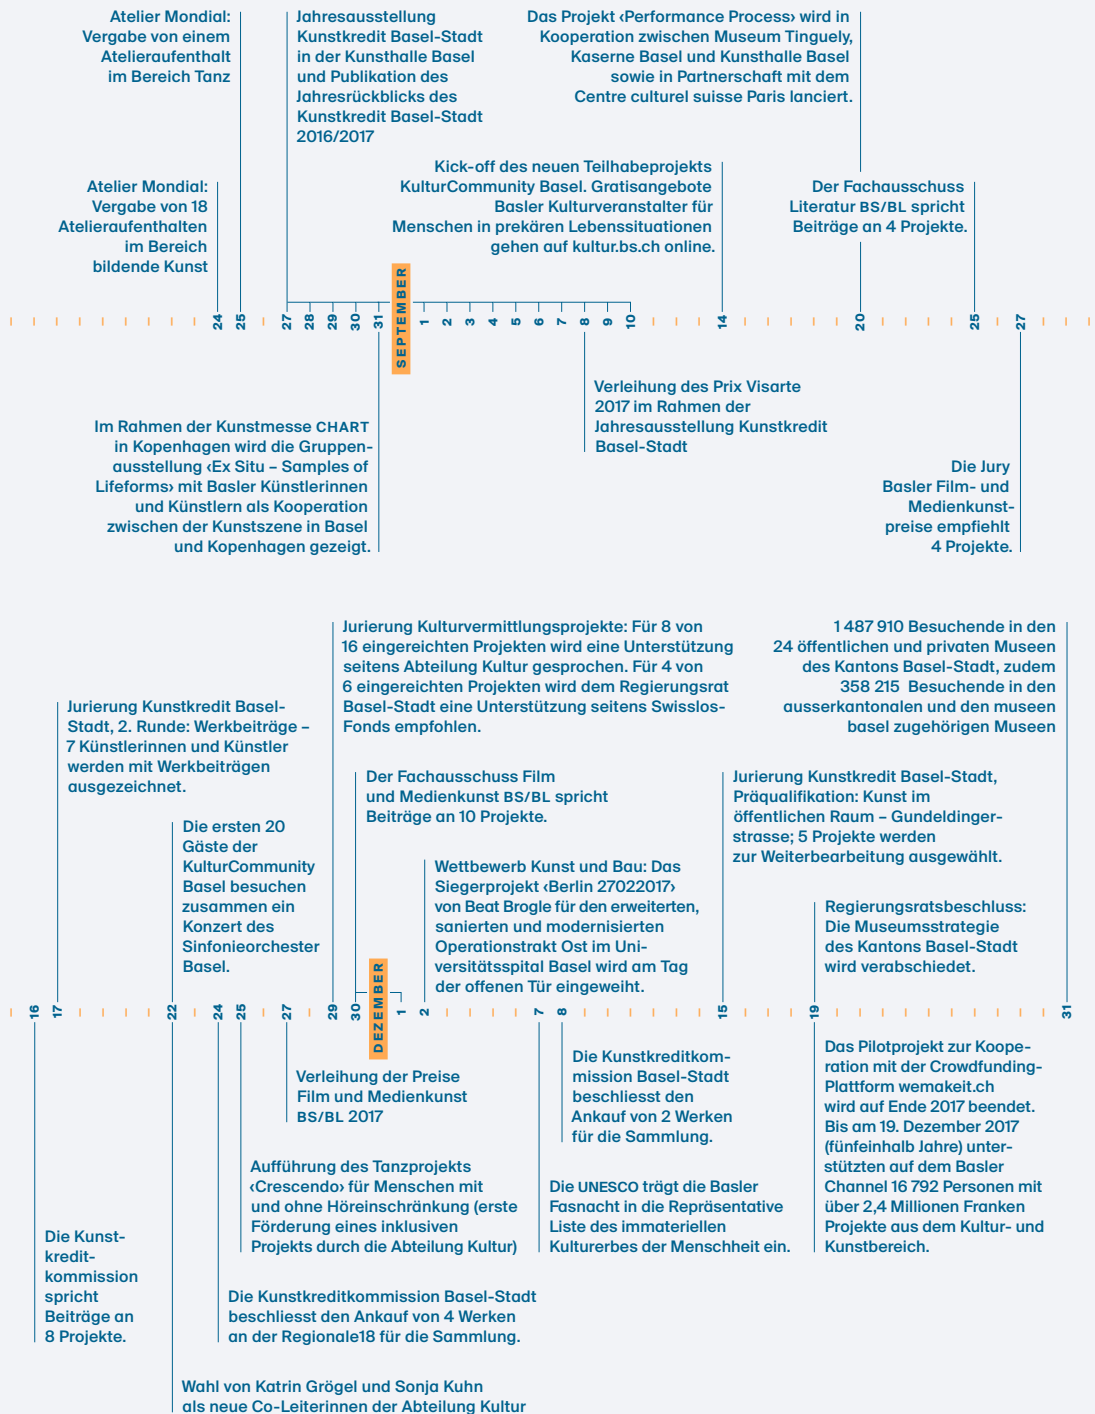 Atelier Mondial:
Vergabe von einem
Atelieraufenthalt
im Bereich Tanz
Jahresausstellung
Kunstkredit Basel-Stadt
in der Kunsthalle Basel
und Publikation des
Jahresrückblicks des
Kunstkredit Basel-Stadt
2016/2017
Das Projekt ‹Performance Process› wird in
Kooperation zwischen Museum Tinguely,
Kaserne Basel und Kunsthalle Basel
sowie in Partnerschaft mit dem
Centre culturel suisse Paris lanciert.
Atelier Mondial:
Vergabe von 18
Atelieraufenthalten
im Bereich
bildende Kunst
Kick-off des neuen Teilhabeprojekts
KulturCommunity Basel. Gratisangebote
Basler Kulturveranstalter für
Menschen in prekären Lebenssituationen
gehen auf kultur.bs.ch online.
Der Fachausschuss
Literatur BS/BL spricht
Beiträge an 4 Projekte.
24 25 27 28 29 30 31 SEPTEMBER 1 2 3 4 5 6 7 8 9 10 14 20 25 27
Im Rahmen der Kunstmesse CHART
in Kopenhagen wird die Gruppen-
ausstellung ‹Ex Situ – Samples of
Lifeforms› mit Basler Künstlerinnen
und Künstlern als Kooperation
zwischen der Kunstszene in Basel
und Kopenhagen gezeigt.
Verleihung des Prix Visarte
2017 im Rahmen der
Jahresausstellung Kunstkredit
Basel-Stadt
Die Jury
Basler Film- und
Medienkunst-
preise empfiehlt
4 Projekte.
Jurierung Kunstkredit Basel-
Stadt, 2. Runde: Werkbeiträge –
7 Künstlerinnen und Künstler
werden mit Werkbeiträgen
ausgezeichnet.
Die ersten 20
Gäste der
KulturCommunity
Basel besuchen
zusammen ein
Konzert des
Sinfonieorchester
Basel.
Jurierung Kulturvermittlungsprojekte: Für 8 von
16 eingereichten Projekten wird eine Unterstützung
seitens Abteilung Kultur gesprochen. Für 4 von
6 eingereichten Projekten wird dem Regierungsrat
Basel-Stadt eine Unterstützung seitens Swisslos-
Fonds empfohlen.
Der Fachausschuss Film
und Medienkunst BS/BL spricht
Beiträge an 10 Projekte.
Wettbewerb Kunst und Bau: Das
Siegerprojekt ‹Berlin 27022017›
von Beat Brogle für den erweiterten,
sanierten und modernisierten
Operationstrakt Ost im Uni-
versitätsspital Basel wird am Tag
der offenen Tür eingeweiht.
1 487 910 Besuchende in den
24 öffentlichen und privaten Museen
des Kantons Basel-Stadt, zudem
358 215 Besuchende in den
ausserkantonalen und den museen
basel zugehörigen Museen
Jurierung Kunstkredit Basel-Stadt,
Präqualifikation: Kunst im
öffentlichen Raum – Gundeldinger-
strasse; 5 Projekte werden
zur Weiterbearbeitung ausgewählt.
Regierungsratsbeschluss:
Die Museumsstrategie
des Kantons Basel-Stadt
wird verabschiedet.
16 17 22 24 25 27 29 30 DEZEMBER 1 2 7 8 15 19 31
Die Kunst-
kredit-
kommission
spricht
Beiträge an
8 Projekte.
Wahl von Katrin Grögel und Sonja Kuhn
als neue Co-Leiterinnen der Abteilung Kultur
Die Kunstkreditkommission Basel-Stadt
beschliesst den Ankauf von 4 Werken
an der Regionale18 für die Sammlung.
Aufführung des Tanzprojekts
‹Crescendo› für Menschen mit
und ohne Höreinschränkung (erste
Förderung eines inklusiven
Projekts durch die Abteilung Kultur)
Verleihung der Preise
Film und Medienkunst
BS/BL 2017
Die UNESCO trägt die Basler
Fasnacht in die Repräsentative
Liste des immateriellen
Kulturerbes der Menschheit ein.
Die Kunstkreditkom-
mission Basel-Stadt
beschliesst den
Ankauf von 2 Werken
für die Sammlung.
Das Pilotprojekt zur Koope-
ration mit der Crowdfunding-
Plattform wemakeit.ch
wird auf Ende 2017 beendet.
Bis am 19. Dezember 2017
(fünfeinhalb Jahre) unter-
stützten auf dem Basler
Channel 16 792 Personen mit
über 2,4 Millionen Franken
Projekte aus dem Kultur- und
Kunstbereich.